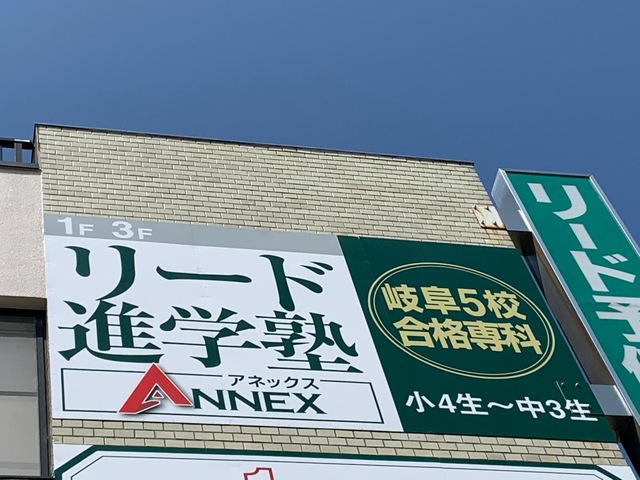 1F 3F
リード
進学塾
アネックス
ANNEX
岐阜5校
合格専科
小4生～中3生
リード予